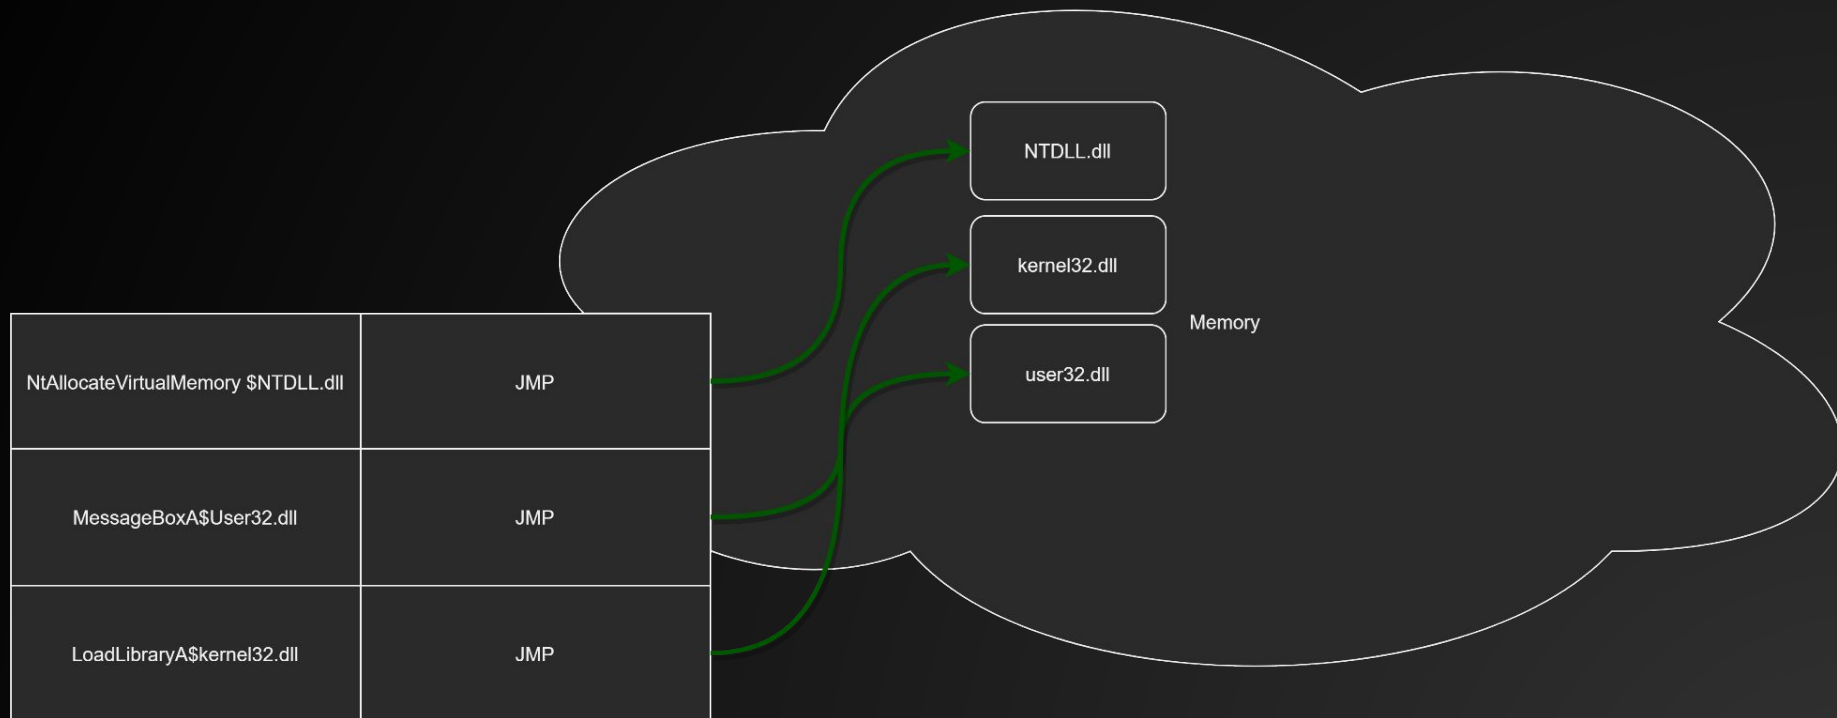 NTDLL.dll
kernel32.dll
Memory
user32.dll
NtAllocateVirtualMemory $NTDLL.dll JMP
MessageBoxA$User32.dll JMP
LoadLibraryA$kernel32.dll JMP